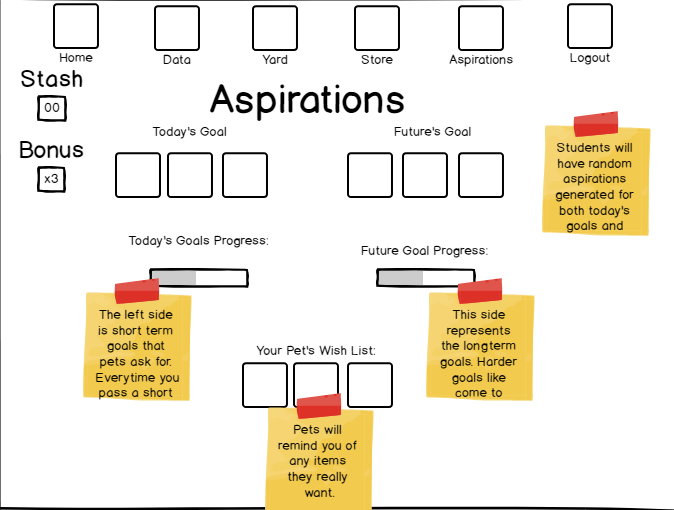 Home Data Yard Store Aspirations Logout
Stash
00
Bonus
x3
Aspirations
Today's Goal
Future's Goal
Students will
have random
aspirations
generated for
both today's
goals and
Today's Goals Progress:
Future Goal Progress:
The left side
is short term
goals that
pets ask for.
Everytime you
pass a short
This side
represents
the longterm
goals. Harder
goals like
come to
Your Pet's Wish List:
Pets will
remind you of
any items
they really
want.